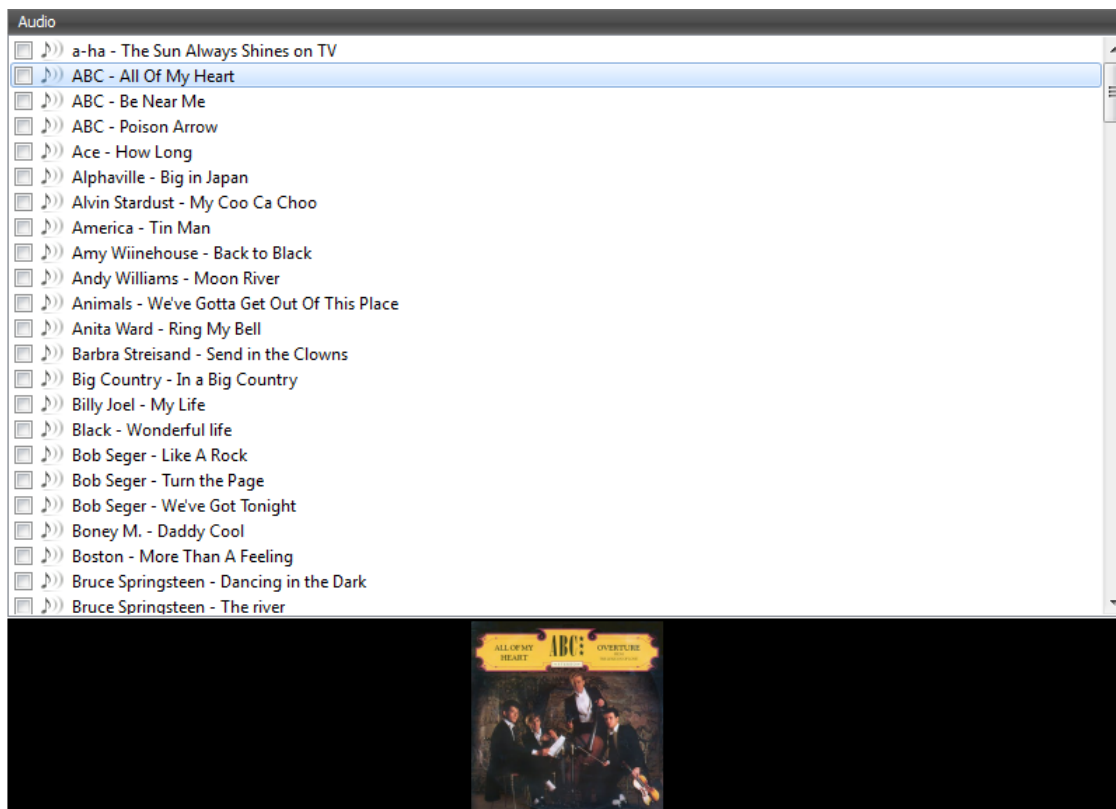 Audio
a-ha - The Sun Always Shines on TV
ABC - All Of My Heart
ABC - Be Near Me
ABC - Poison Arrow
Ace - How Long
Alphaville - Big in Japan
Alvin Stardust - My Coo Ca Choo
America - Tin Man
Amy Wiinehouse - Back to Black
Andy Williams - Moon River
Animals - We've Gotta Get Out Of This Place
Anita Ward - Ring My Bell
Barbra Streisand - Send in the Clowns
Big Country - In a Big Country
Billy Joel - My Life
Black - Wonderful life
Bob Seger - Like A Rock
Bob Seger - Turn the Page
Bob Seger - We've Got Tonight
Boney M. - Daddy Cool
Boston - More Than A Feeling
Bruce Springsteen - Dancing in the Dark
Bruce Springsteen - The river
ALL OF MY
HEART
ABC:
OVERTURE